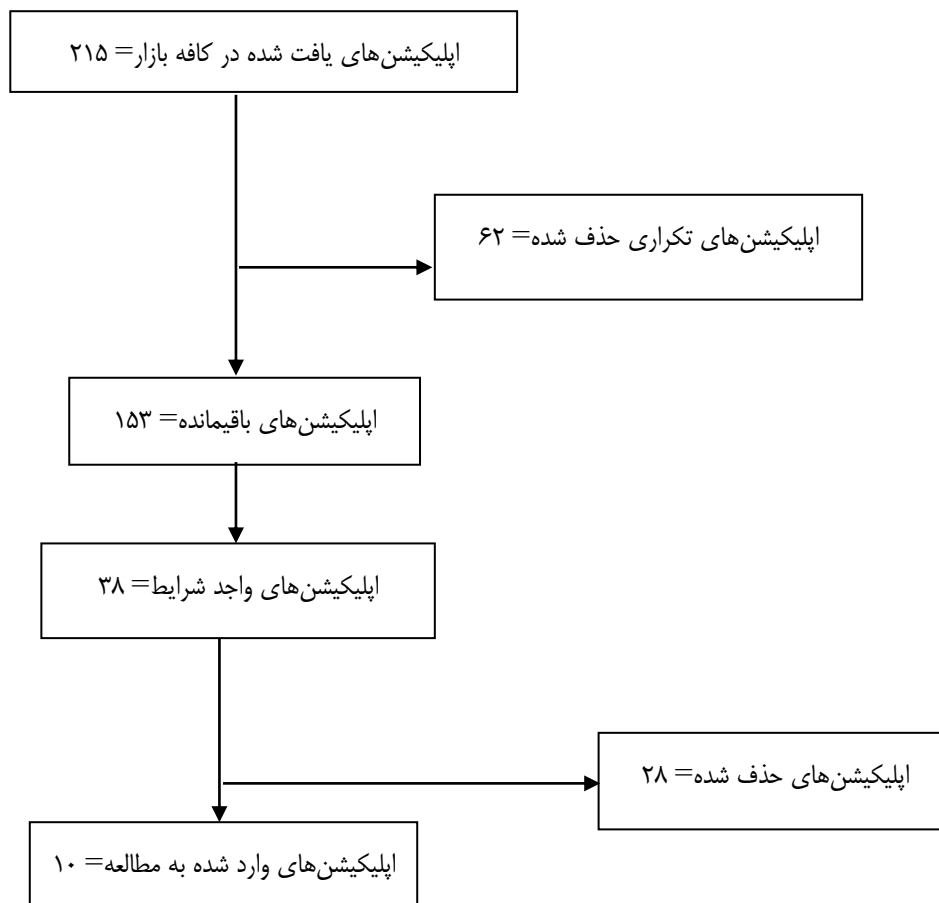 اپلیکیشن‌های یافت شده در کافه بازار= ۲۱۵
اپلیکیشن‌های تکراری حذف شده= ۶۲
اپلیکیشن‌های باقیمانده= ۱۵۳
اپلیکیشن‌های واجد شرایط= ۳۸
اپلیکیشن‌های حذف شده= ۲۸
اپلیکیشن‌های وارد شده به مطالعه= ۱۰